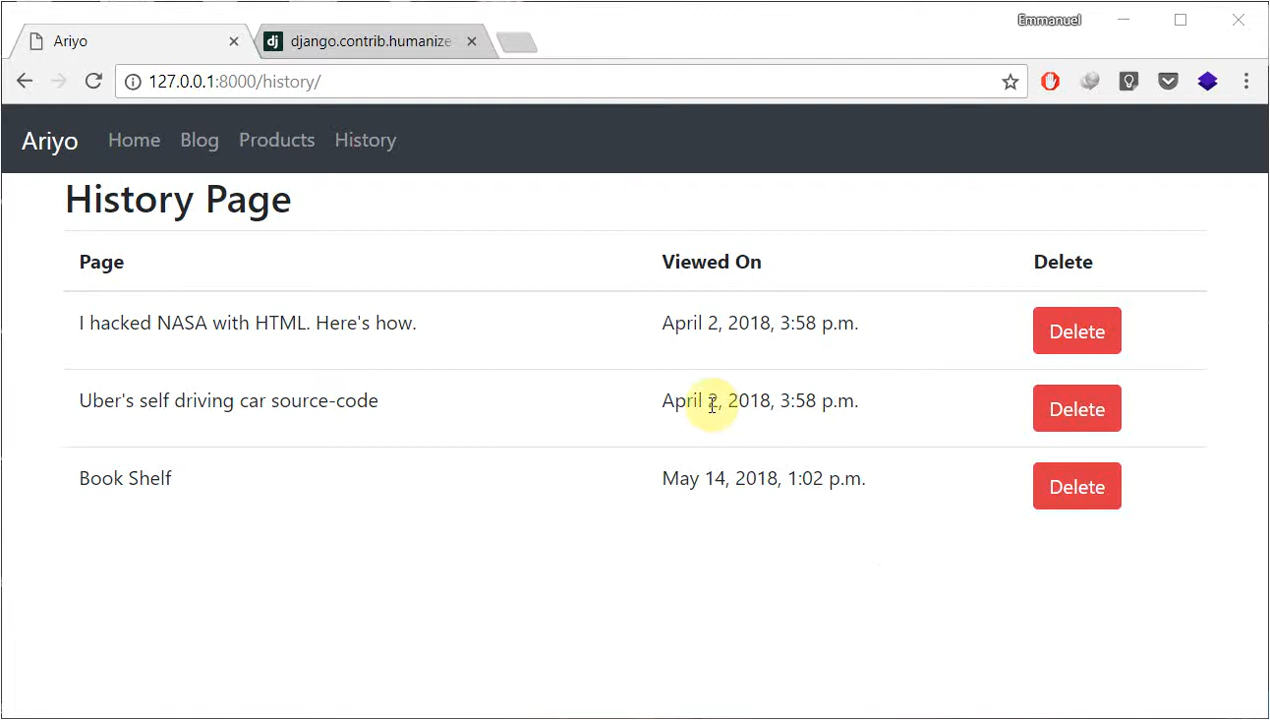 Emmanuel
Ariyo
django.contrib.humanize
127.0.0.1:8000/history/
Ariyo Home Blog Products History
History Page
Page Viewed On Delete
I hacked NASA with HTML. Here's how. April 2, 2018, 3:58 p.m. Delete
Uber's self driving car source-code April 2, 2018, 3:58 p.m. Delete
Book Shelf May 14, 2018, 1:02 p.m. Delete